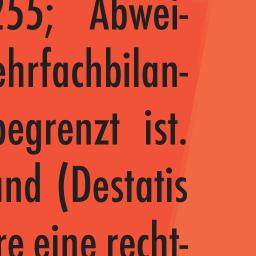 255; Abwei-
ehrfachbilan-
begrenzt ist.
und (Destatis
re eine recht-